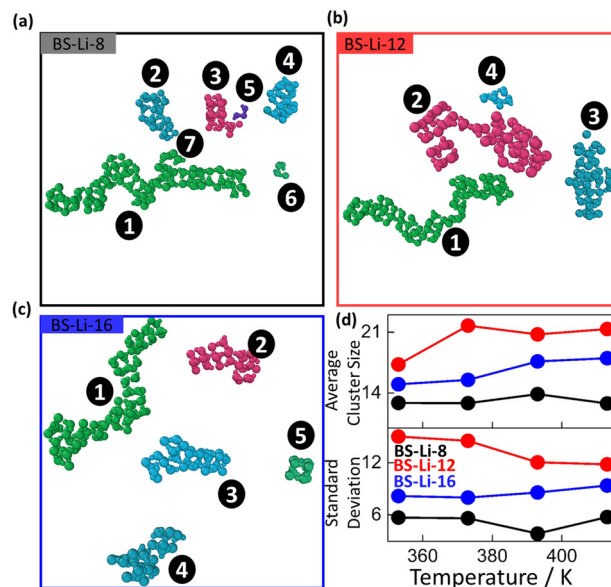 (a)
BS-Li-8
2
3
5
4
7
1
6
(b)
BS-Li-12
4
2
3
1
(c)
BS-Li-16
1
2
5
3
4
(d)
Average
Cluster Size
21
14
Standard
Deviation
12
6
BS-Li-8
BS-Li-12
BS-Li-16
360
380
400
Temperature / K